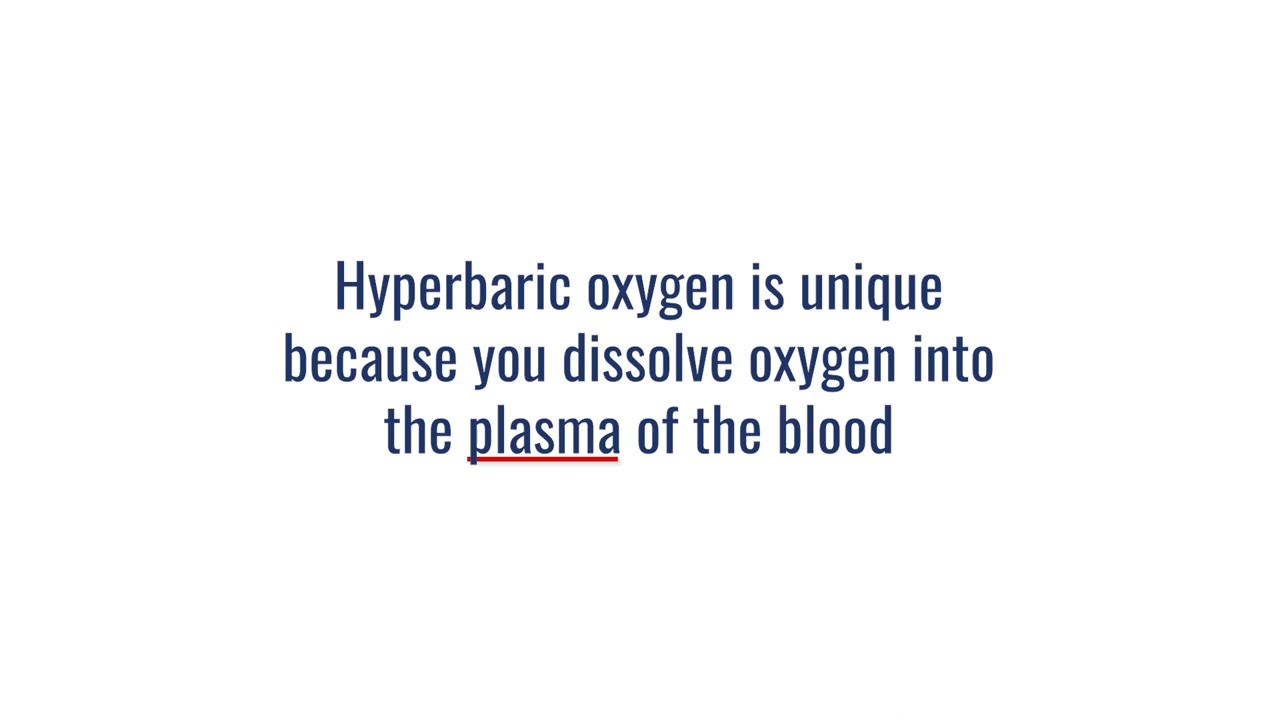 Hyperbaric oxygen is unique
because you dissolve oxygen into
the plasma of the blood